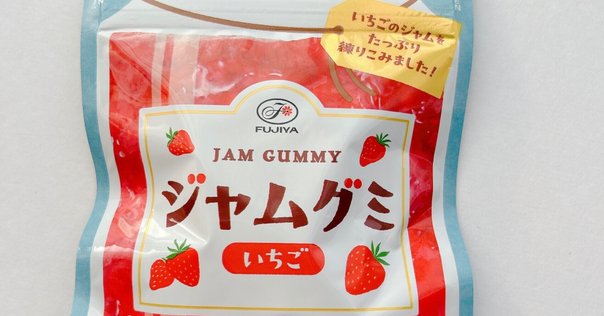 いちごのジャムを
たっぷり
練りこみました！
FUJIYA
JAM GUMMY
ジャムグミ
いちご